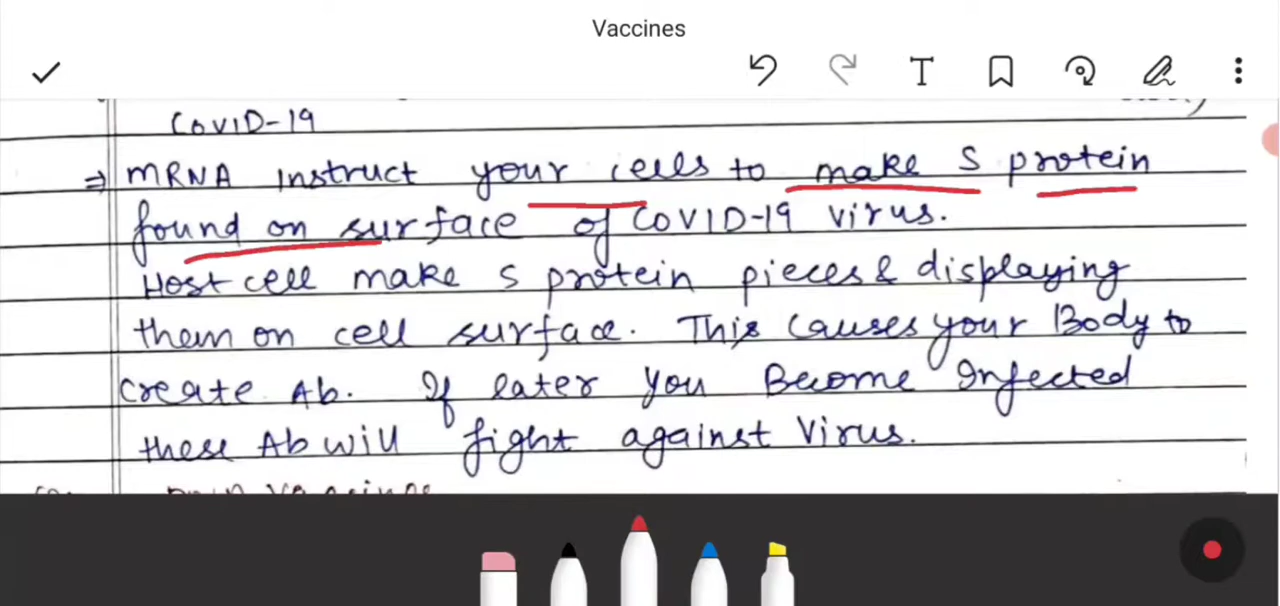 Vaccines
COVID-19
⇒ mRNA instruct your cells to make S protein
found on surface of COVID-19 virus.
Host cell make S protein pieces & displaying
them on cell surface. This causes your Body to
create Ab. If later you Become Infected
these Ab will fight against Virus.